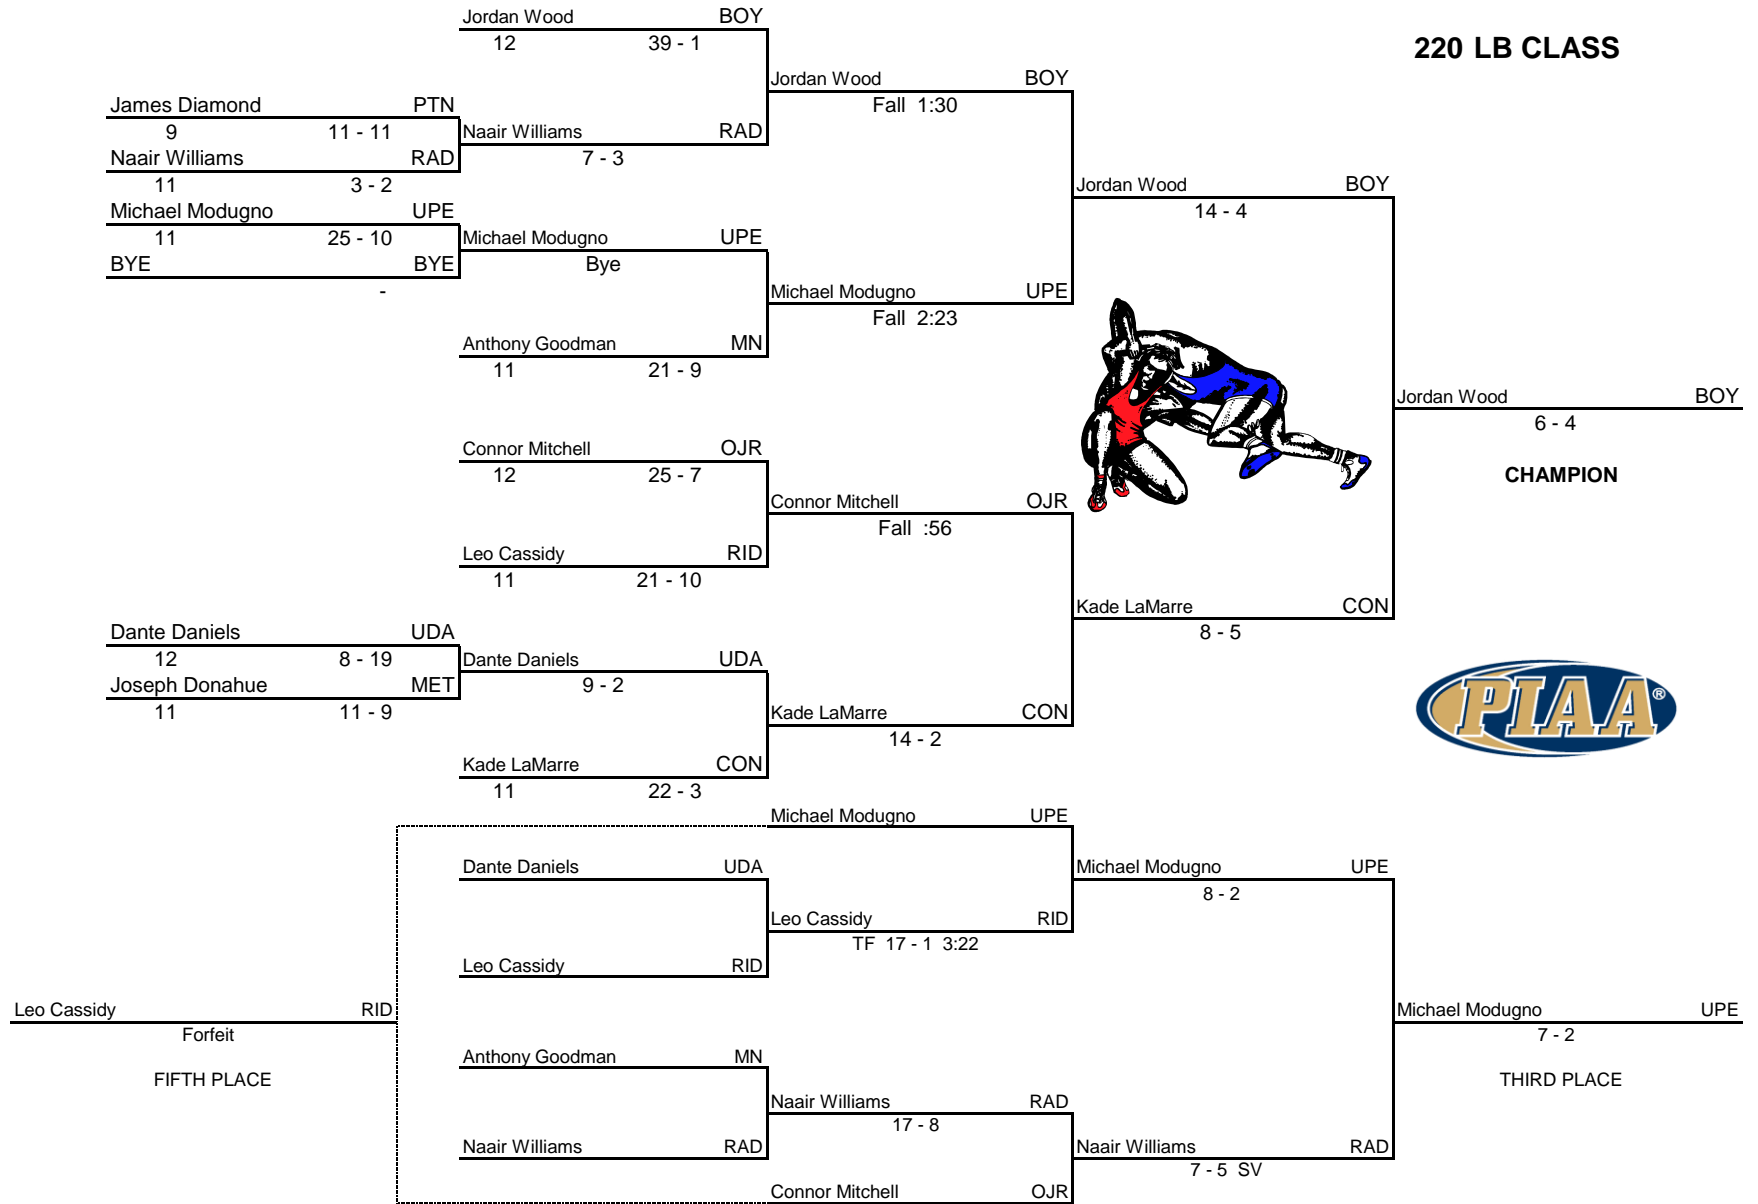 Jordan Wood BOY
12 39 - 1
220 LB CLASS
Jordan Wood BOY
Fall 1:30
James Diamond PTN
9 11 - 11
Naair Williams RAD
7 - 3
Naair Williams RAD
11 3 - 2
Jordan Wood BOY
14 - 4
Michael Modugno UPE
11 25 - 10
Michael Modugno UPE
Bye
BYE BYE
-
Michael Modugno UPE
Fall 2:23
Anthony Goodman MN
11 21 - 9
Jordan Wood BOY
6 - 4
CHAMPION
Connor Mitchell OJR
12 25 - 7
Connor Mitchell OJR
Fall :56
Leo Cassidy RID
11 21 - 10
Kade LaMarre CON
8 - 5
Dante Daniels UDA
12 8 - 19
Dante Daniels UDA
9 - 2
Joseph Donahue MET
11 11 - 9
PIAA®
Kade LaMarre CON
14 - 2
Kade LaMarre CON
11 22 - 3
Michael Modugno UPE
Dante Daniels UDA
Michael Modugno UPE
8 - 2
Leo Cassidy RID
TF 17 - 1 3:22
Leo Cassidy RID
Leo Cassidy RID
Forfeit
FIFTH PLACE
Michael Modugno UPE
7 - 2
THIRD PLACE
Anthony Goodman MN
Naair Williams RAD
17 - 8
Naair Williams RAD
Naair Williams RAD
7 - 5 SV
Connor Mitchell OJR